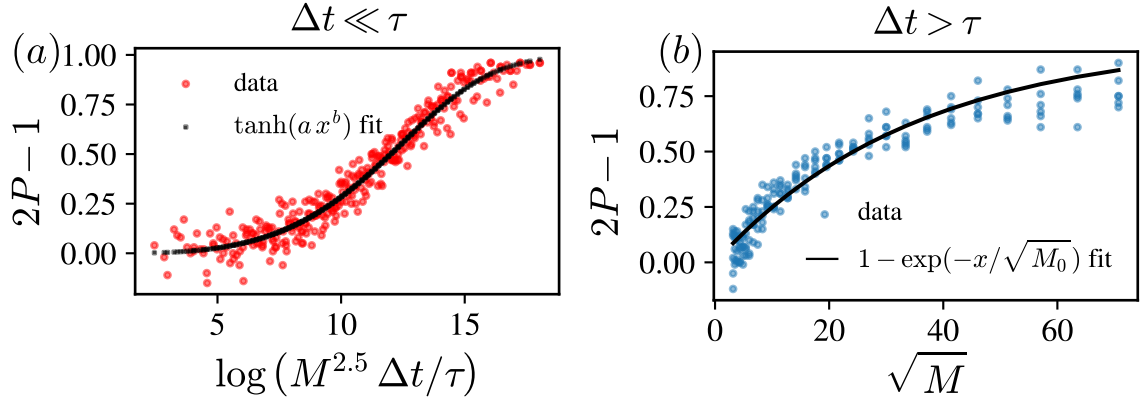 Δt ≪ τ
(a)
1.00
0.75
0.50
0.25
0.00
2P − 1
data
tanh(a x^b) fit
5 10 15
log (M^2.5 Δt/τ)
Δt > τ
(b)
0.75
0.50
0.25
0.00
2P − 1
data
1 − exp(−x/√M₀) fit
0 20 40 60
√M